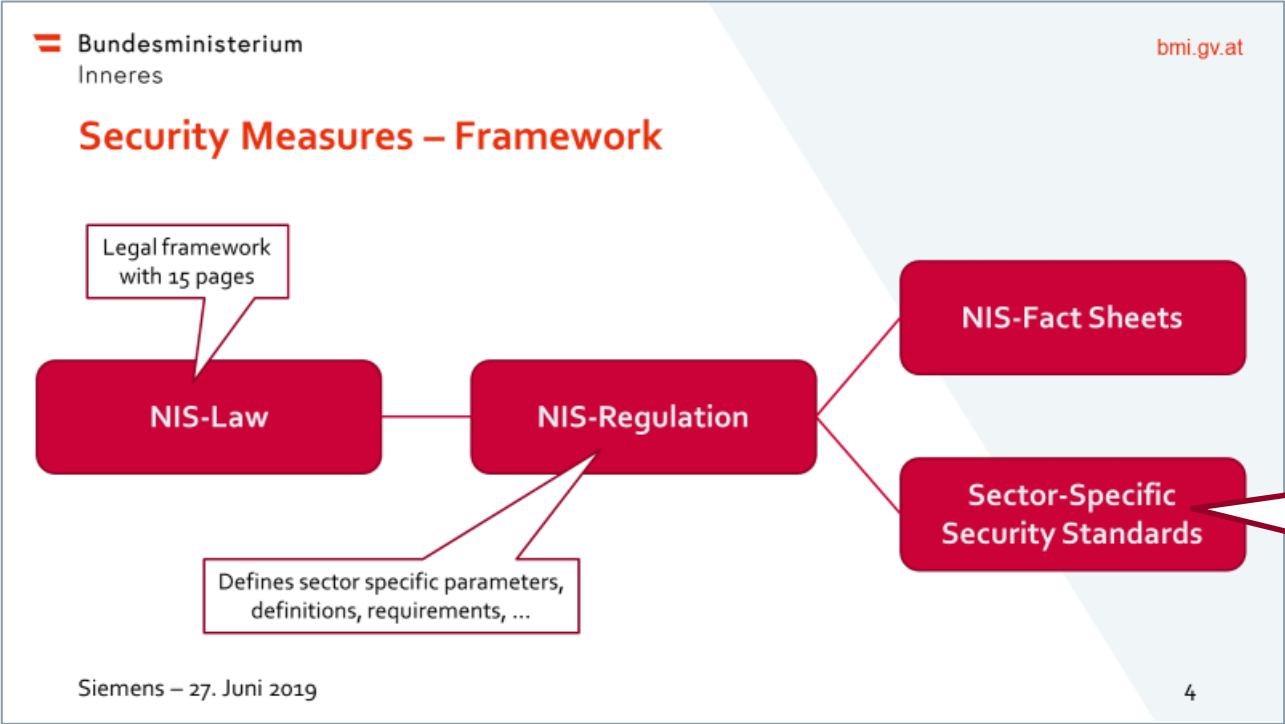 Bundesministerium
Inneres
bmi.gv.at
Security Measures – Framework
Legal framework
with 15 pages
NIS-Law
NIS-Regulation
NIS-Fact Sheets
Sector-Specific
Security Standards
Defines sector specific parameters,
definitions, requirements, ...
Siemens – 27. Juni 2019
4